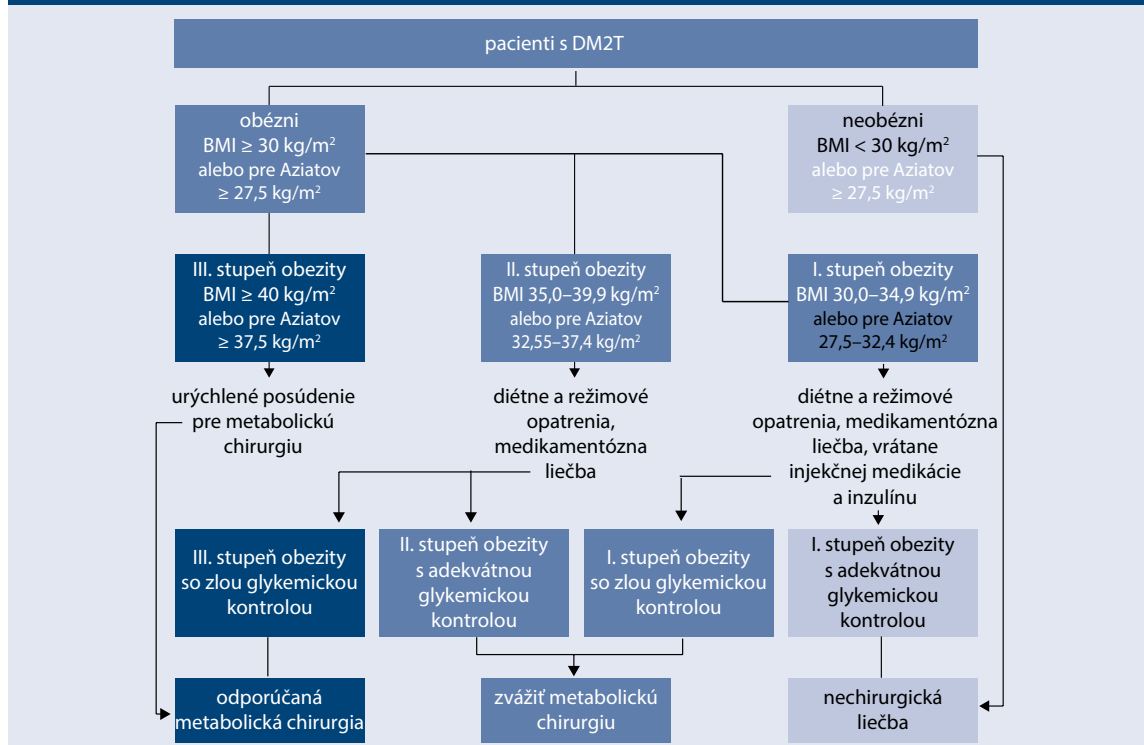 pacienti s DM2T
obézni
BMI ≥ 30 kg/m²
alebo pre Aziatov
≥ 27,5 kg/m²
neobézni
BMI < 30 kg/m²
alebo pre Aziatov
≥ 27,5 kg/m²
III. stupeň obezity
BMI ≥ 40 kg/m²
alebo pre Aziatov
≥ 37,5 kg/m²
II. stupeň obezity
BMI 35,0–39,9 kg/m²
alebo pre Aziatov
32,55–37,4 kg/m²
I. stupeň obezity
BMI 30,0–34,9 kg/m²
alebo pre Aziatov
27,5–32,4 kg/m²
urýchlené posúdenie
pre metabolickú
chirurgiu
diétne a režimové
opatrenia,
medikamentózna
liečba
diétne a režimové
opatrenia, medikamentózna
liečba, vrátane
injekčnej medikácie
a inzulínu
III. stupeň obezity
so zlou glykemickou
kontrolou
II. stupeň obezity
s adekvátnou
glykemickou
kontrolou
I. stupeň obezity
so zlou glykemickou
kontrolou
I. stupeň obezity
s adekvátnou
glykemickou
kontrolou
odporúčaná
metabolická chirurgia
zvážiť metabolickú
chirurgiu
nechirurgická
liečba